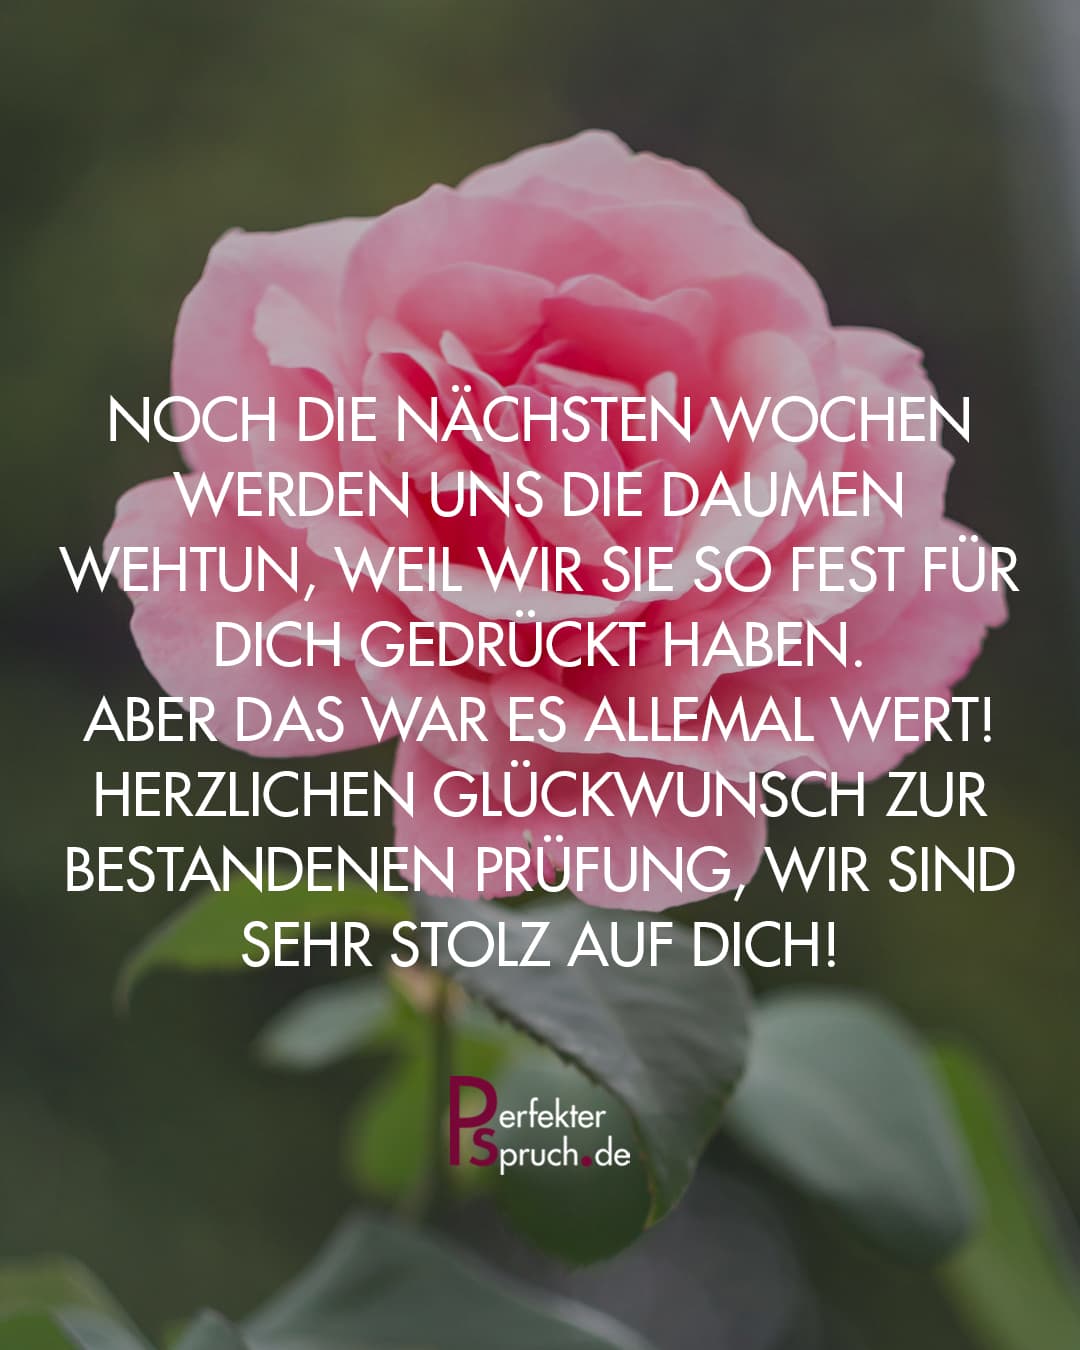 NOCH DIE NÄCHSTEN WOCHEN
WERDEN UNS DIE DAUMEN
WEHTUN, WEIL WIR SIE SO FEST FÜR
DICH GEDRÜCKT HABEN.
ABER DAS WAR ES ALLEMAL WERT!
HERZLICHEN GLÜCKWUNSCH ZUR
BESTANDENEN PRÜFUNG, WIR SIND
SEHR STOLZ AUF DICH!
Perfekter
Spruch.de